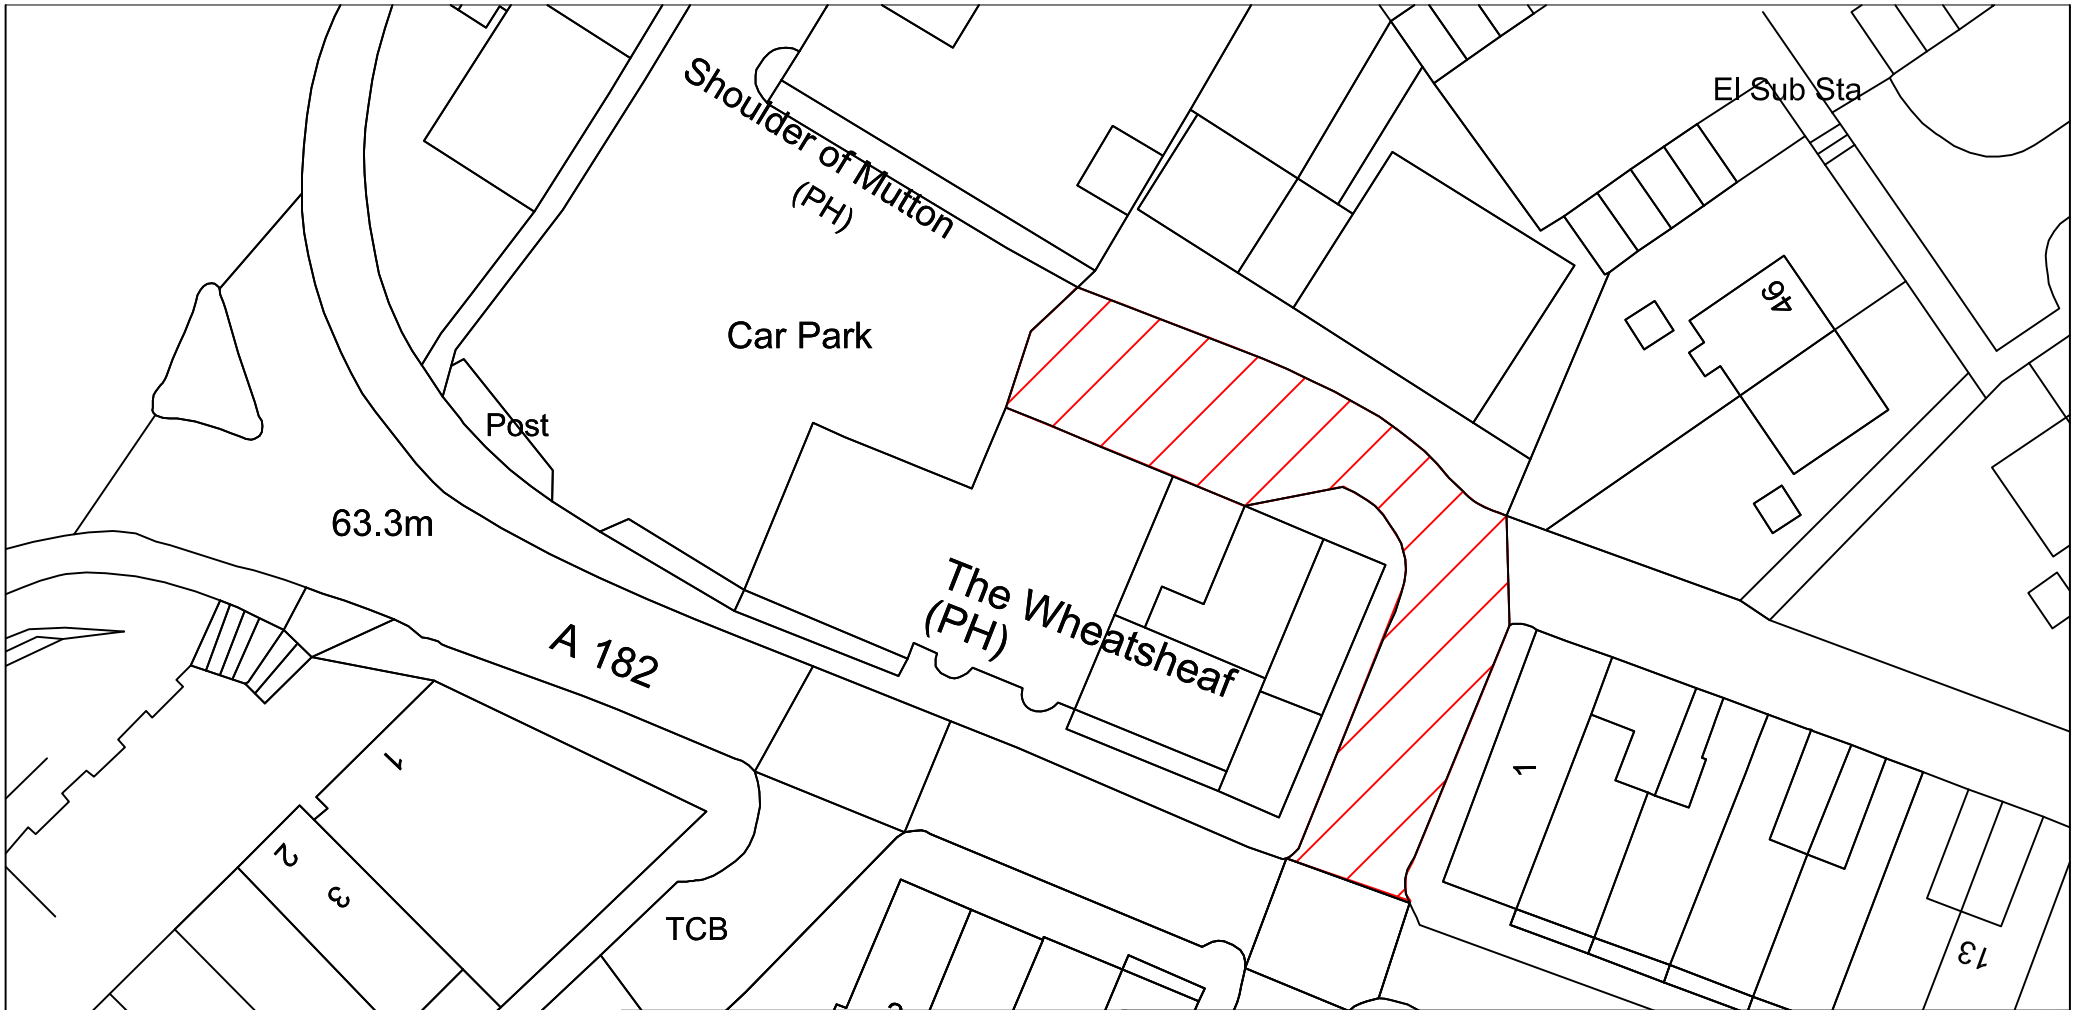 El Sub Sta
Shoulder of Mutton
(PH)
46
Car Park
Post
63.3m
The Wheatsheaf
(PH)
A 182
1
1
2
3
TCB
13